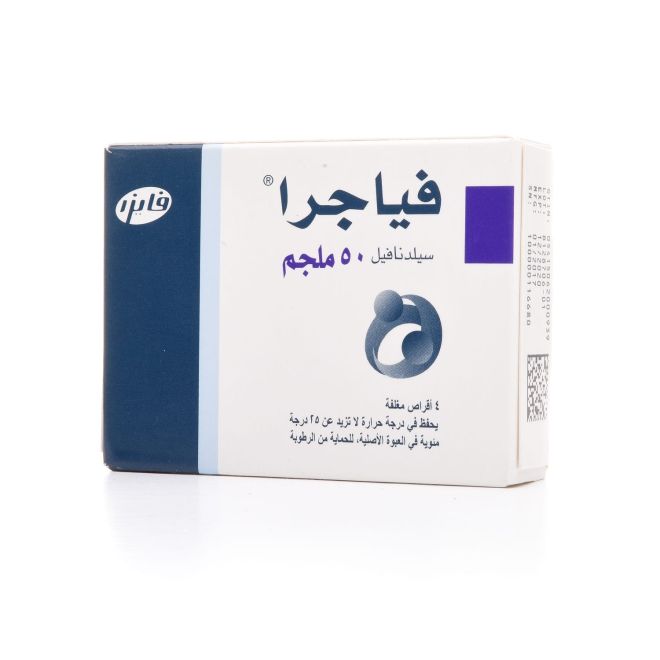 فايزر
فياجرا®
سيلدنافيل ٥٠ ملجم
٤ أقراص مغلفة
يحفظ في درجة حرارة لا تزيد عن ٢٥ درجة
مئوية في العبوة الأصلية، للحماية من الرطوبة